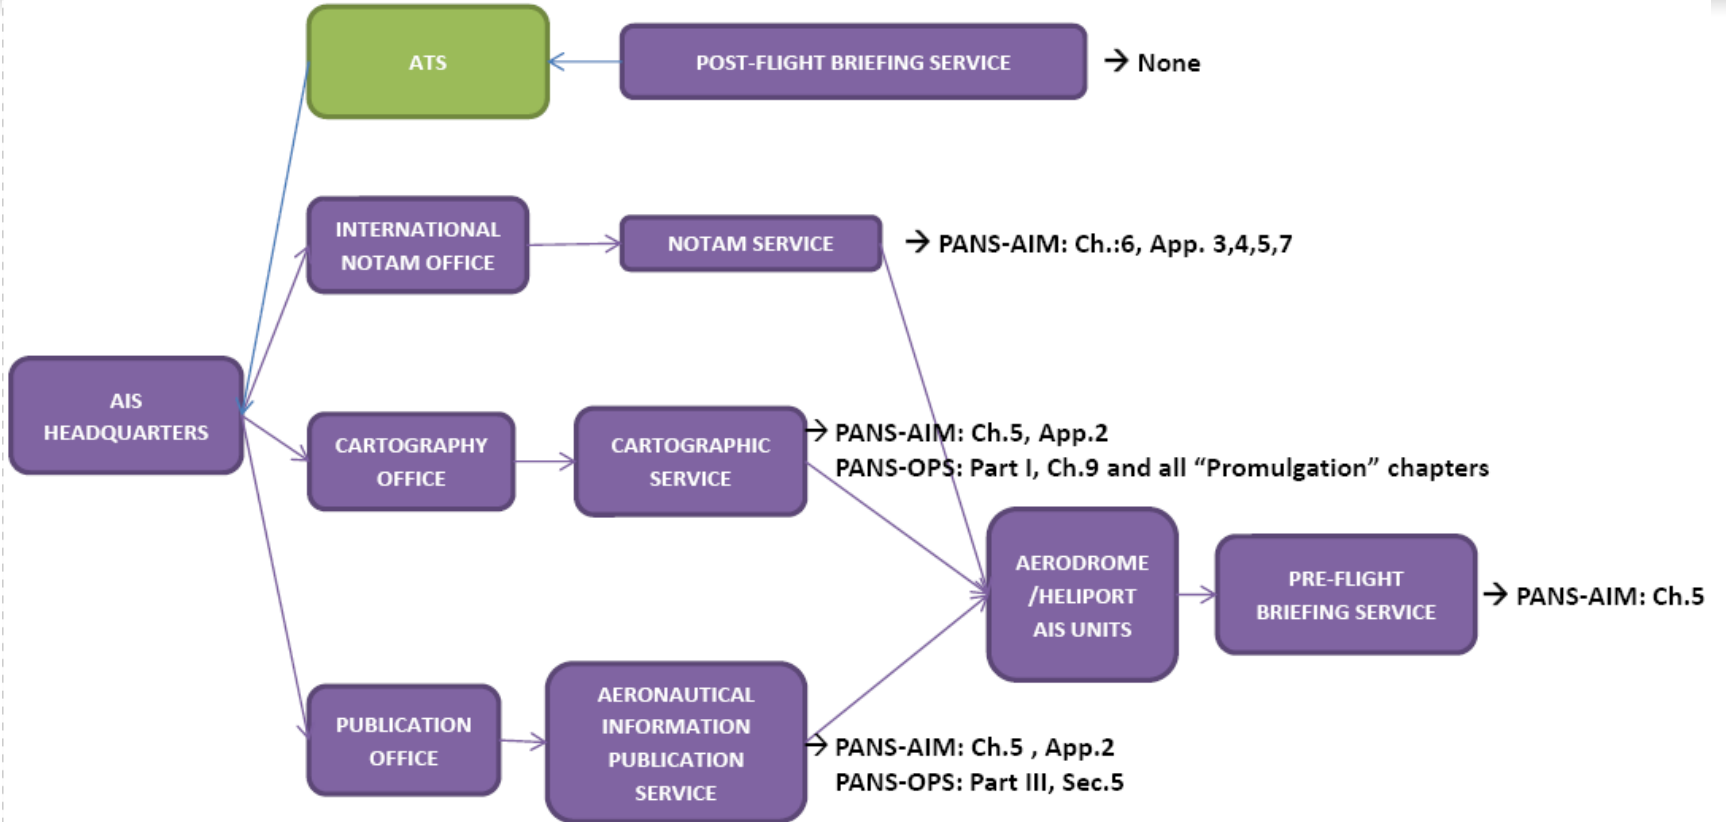 ATS
POST-FLIGHT BRIEFING SERVICE
→ None
INTERNATIONAL
NOTAM OFFICE
NOTAM SERVICE
→ PANS-AIM: Ch.:6, App. 3,4,5,7
AIS
HEADQUARTERS
CARTOGRAPHY
OFFICE
CARTOGRAPHIC
SERVICE
→ PANS-AIM: Ch.5, App.2
PANS-OPS: Part I, Ch.9 and all “Promulgation” chapters
AERODROME
/HELIPORT
AIS UNITS
PRE-FLIGHT
BRIEFING SERVICE
→ PANS-AIM: Ch.5
PUBLICATION
OFFICE
AERONAUTICAL
INFORMATION
PUBLICATION
SERVICE
→ PANS-AIM: Ch.5 , App.2
PANS-OPS: Part III, Sec.5